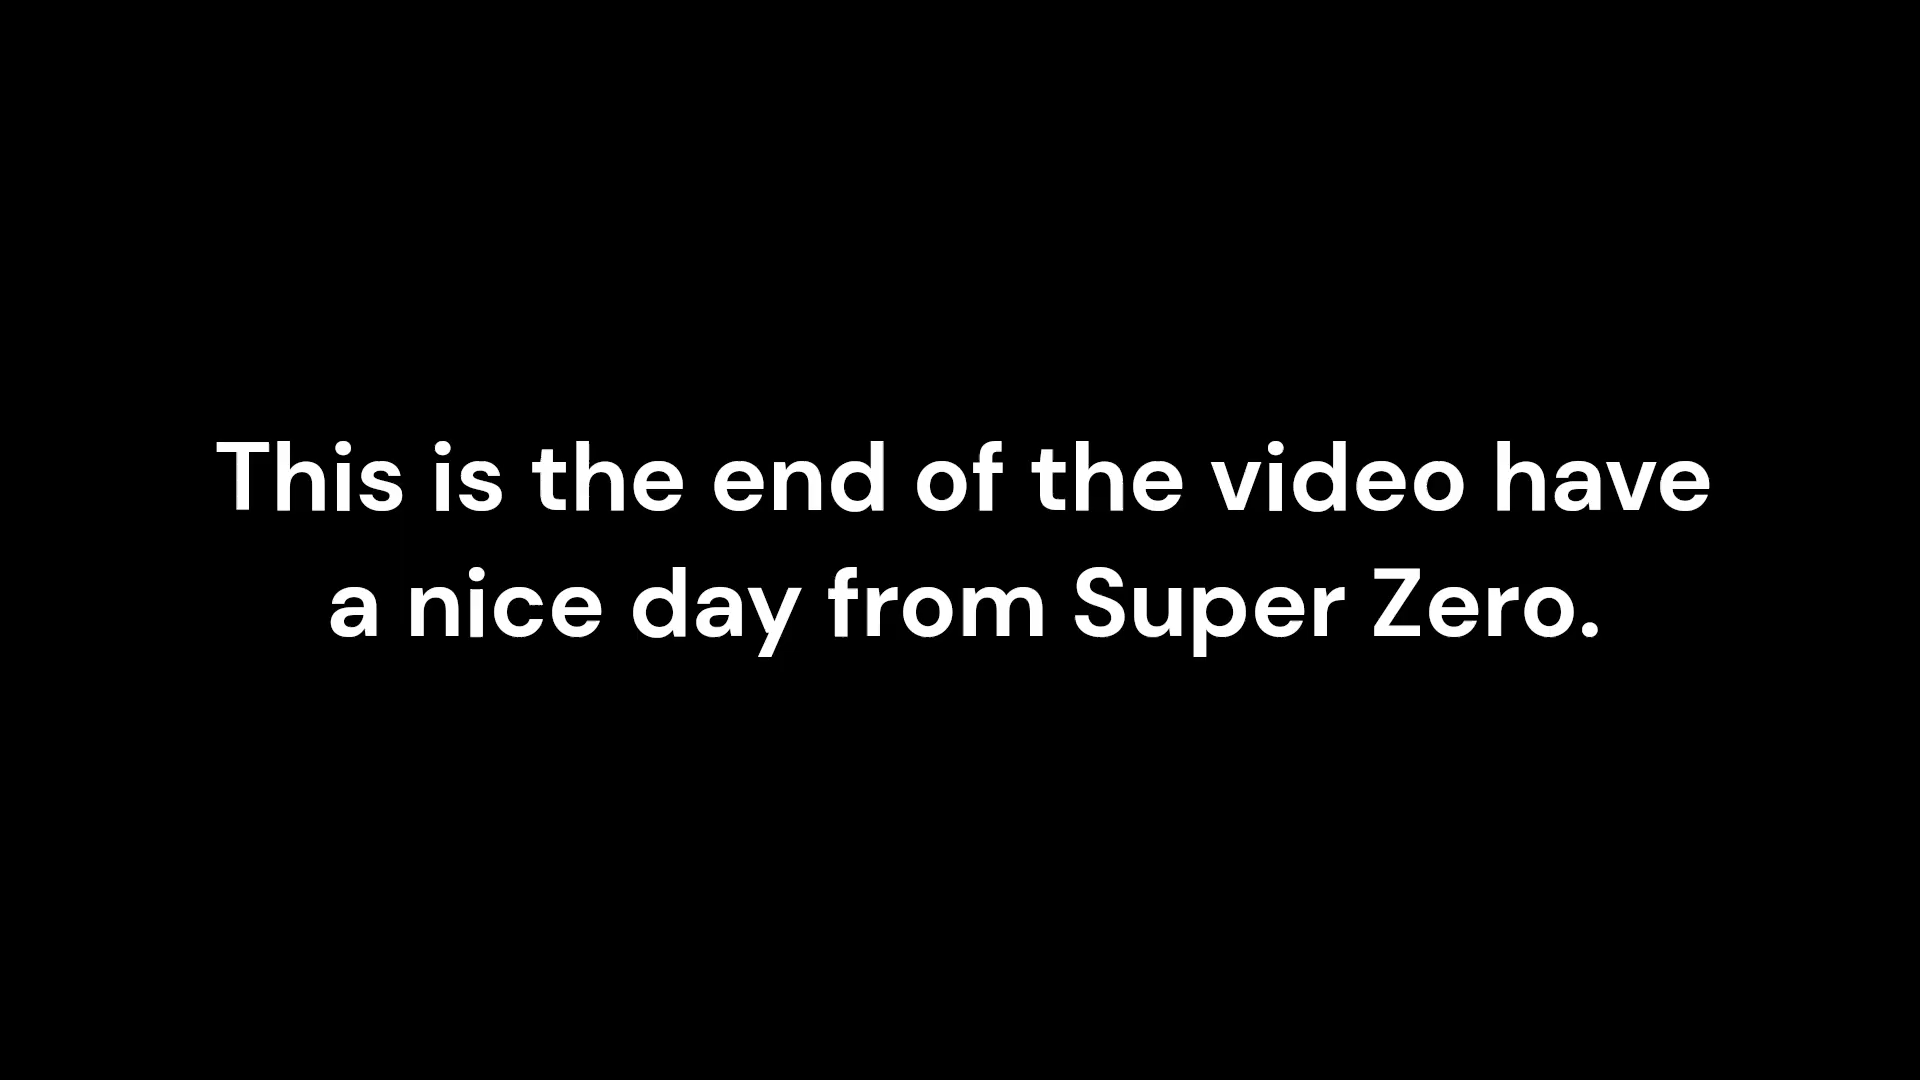 This is the end of the video have
a nice day from Super Zero.